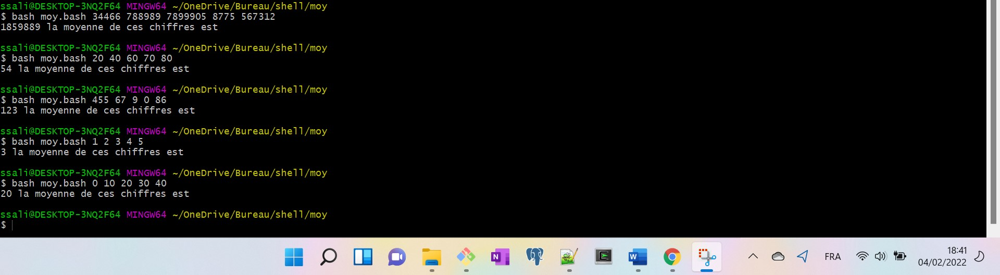 ssali@DESKTOP-3NQ2F64 MINGW64 ~/OneDrive/Bureau/shell/moy
$ bash moy.bash 34466 788989 7899905 8775 567312
1859889 la moyenne de ces chiffres est
ssali@DESKTOP-3NQ2F64 MINGW64 ~/OneDrive/Bureau/shell/moy
$ bash moy.bash 20 40 60 70 80
54 la moyenne de ces chiffres est
ssali@DESKTOP-3NQ2F64 MINGW64 ~/OneDrive/Bureau/shell/moy
$ bash moy.bash 455 67 9 0 86
123 la moyenne de ces chiffres est
ssali@DESKTOP-3NQ2F64 MINGW64 ~/OneDrive/Bureau/shell/moy
$ bash moy.bash 1 2 3 4 5
3 la moyenne de ces chiffres est
ssali@DESKTOP-3NQ2F64 MINGW64 ~/OneDrive/Bureau/shell/moy
$ bash moy.bash 0 10 20 30 40
20 la moyenne de ces chiffres est
ssali@DESKTOP-3NQ2F64 MINGW64 ~/OneDrive/Bureau/shell/moy
$
N
W
FRA
18:41
04/02/2022